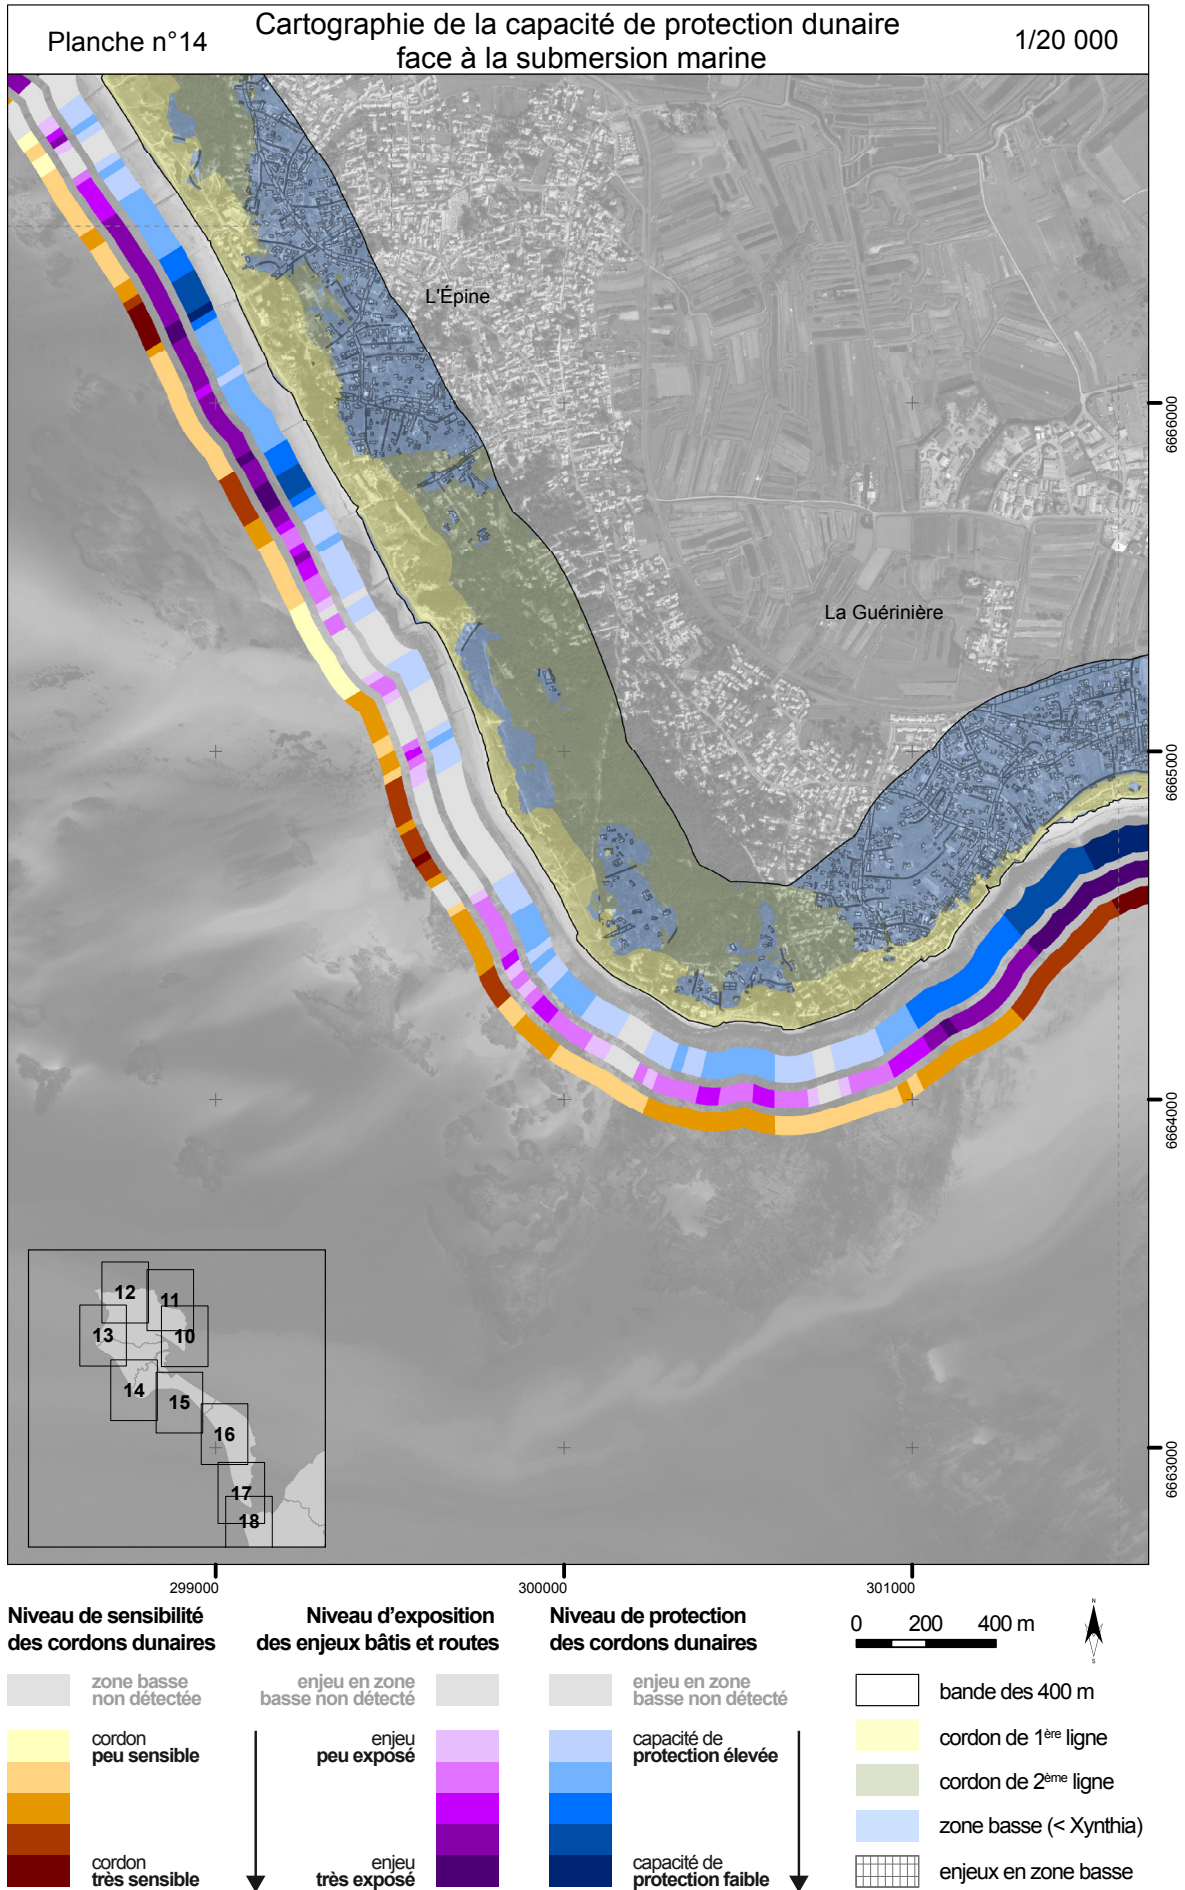 Planche n°14
Cartographie de la capacité de protection dunaire
face à la submersion marine
1/20 000
L'Épine
La Guérinière
6666000
6665000
6664000
6663000
12
11
13
10
14
15
16
17
18
299000
300000
301000
Niveau de sensibilité
des cordons dunaires
zone basse
non détectée
cordon
peu sensible
cordon
très sensible
Niveau d'exposition
des enjeux bâtis et routes
enjeu en zone
basse non détecté
enjeu
peu exposé
enjeu
très exposé
Niveau de protection
des cordons dunaires
enjeu en zone
basse non détecté
capacité de
protection élevée
capacité de
protection faible
0 200 400 m
N
S
bande des 400 m
cordon de 1ère ligne
cordon de 2ème ligne
zone basse (< Xynthia)
enjeux en zone basse